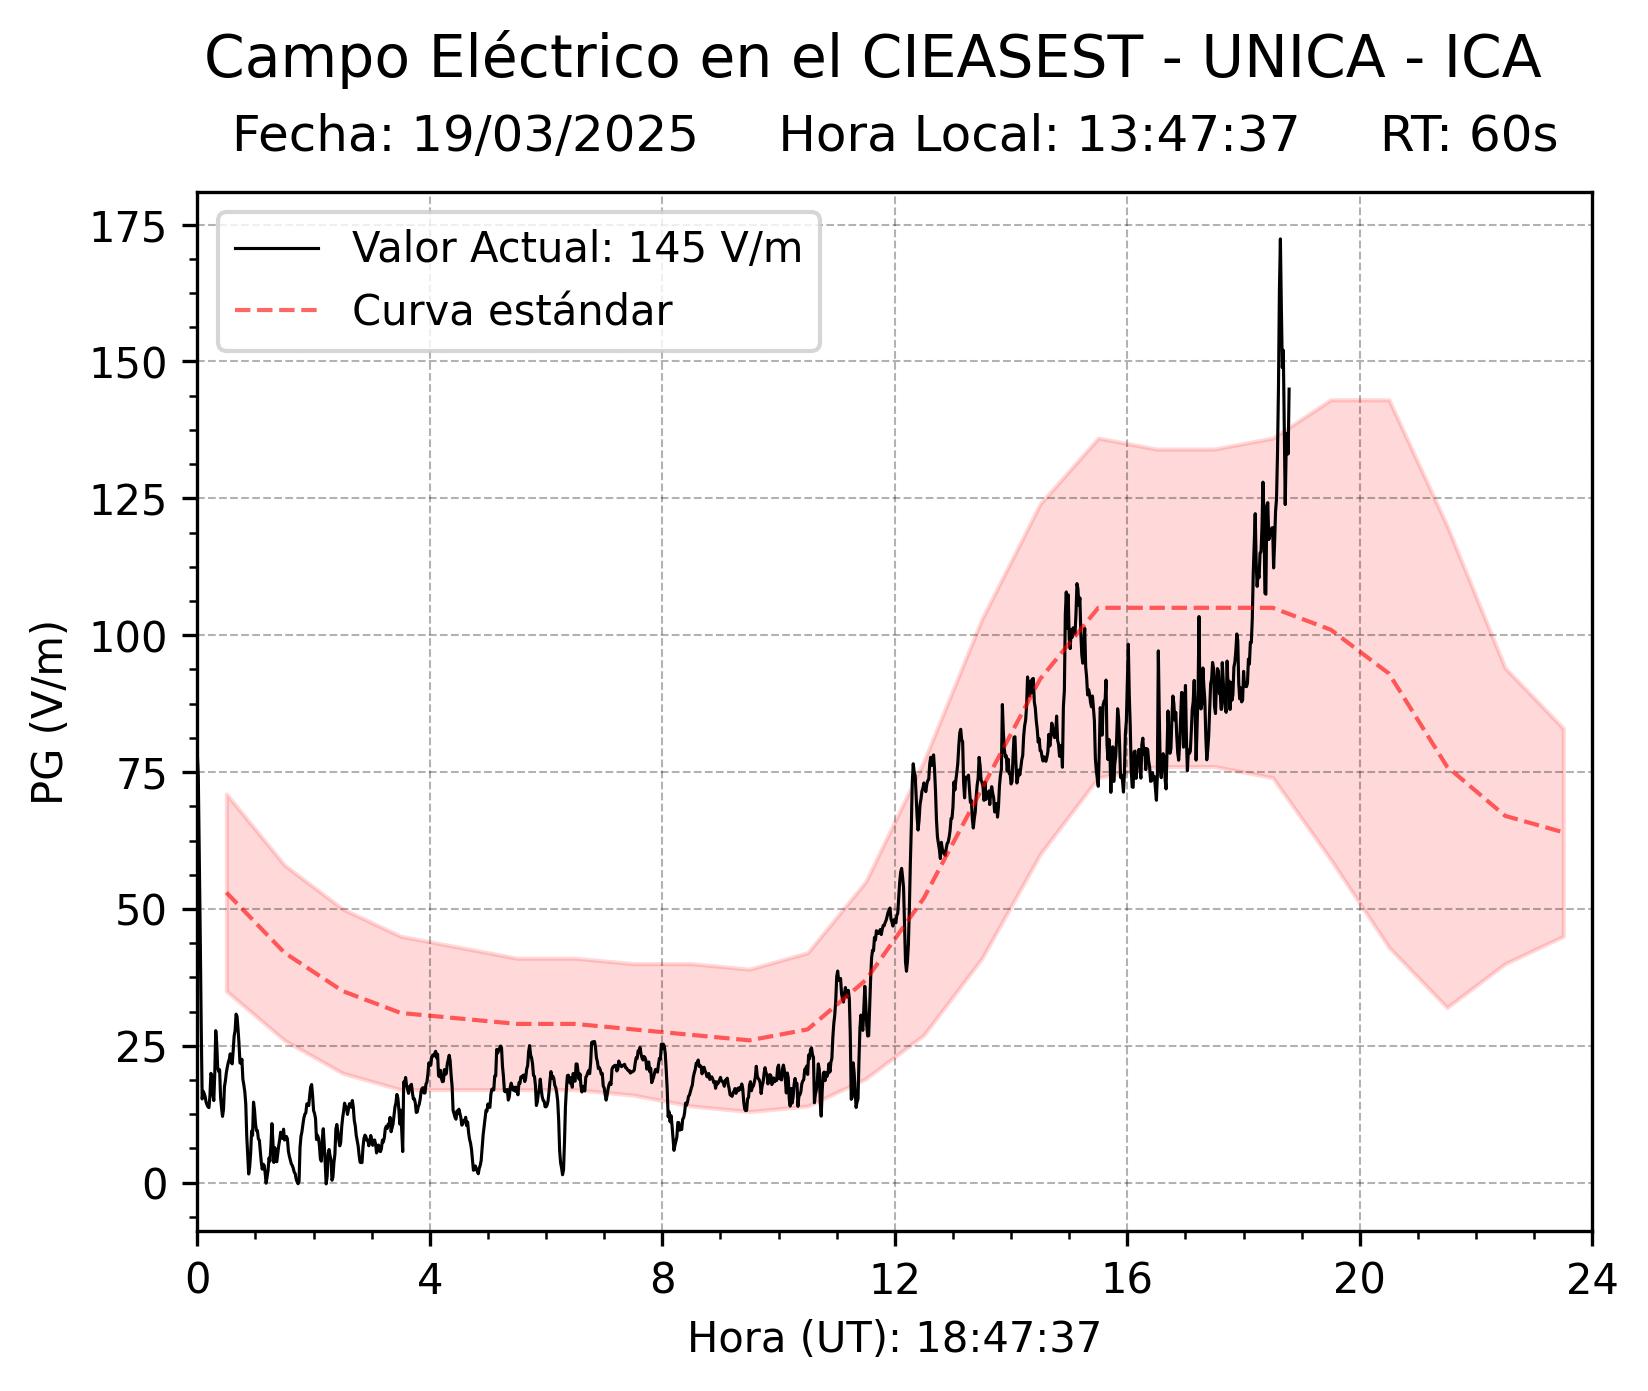 Campo Eléctrico en el CIEASEST - UNICA - ICA
Fecha: 19/03/2025 Hora Local: 13:47:37 RT: 60s
Valor Actual: 145 V/m
Curva estándar
PG (V/m)
175
150
125
100
75
50
25
0
0 4 8 12 16 20 24
Hora (UT): 18:47:37